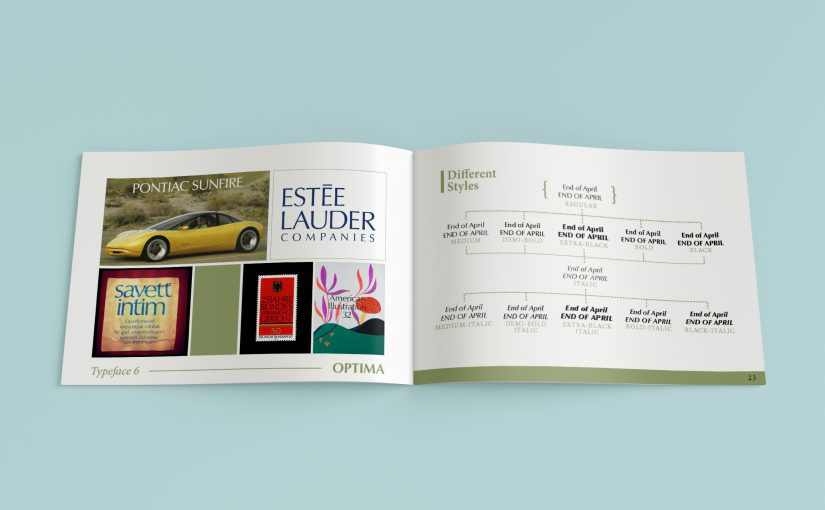 PONTIAC SUNFIRE
ESTĒE
LAUDER
COMPANIES
savett
intim
25 JAHRE
BUNDES
GERICHT
50
American
Illustration
32
Typeface 6
OPTIMA
Different
Styles
{ End of April }
END OF APRIL
REGULAR
End of April
END OF APRIL
MEDIUM
End of April
END OF APRIL
DEMI-BOLD
End of April
END OF APRIL
EXTRA-BLACK
End of April
END OF APRIL
BOLD
End of April
END OF APRIL
BLACK
End of April
END OF APRIL
ITALIC
End of April
END OF APRIL
MEDIUM-ITALIC
End of April
END OF APRIL
DEMI-BOLD
ITALIC
End of April
END OF APRIL
EXTRA-BLACK
ITALIC
End of April
END OF APRIL
BOLD-ITALIC
End of April
END OF APRIL
BLACK-ITALIC
23